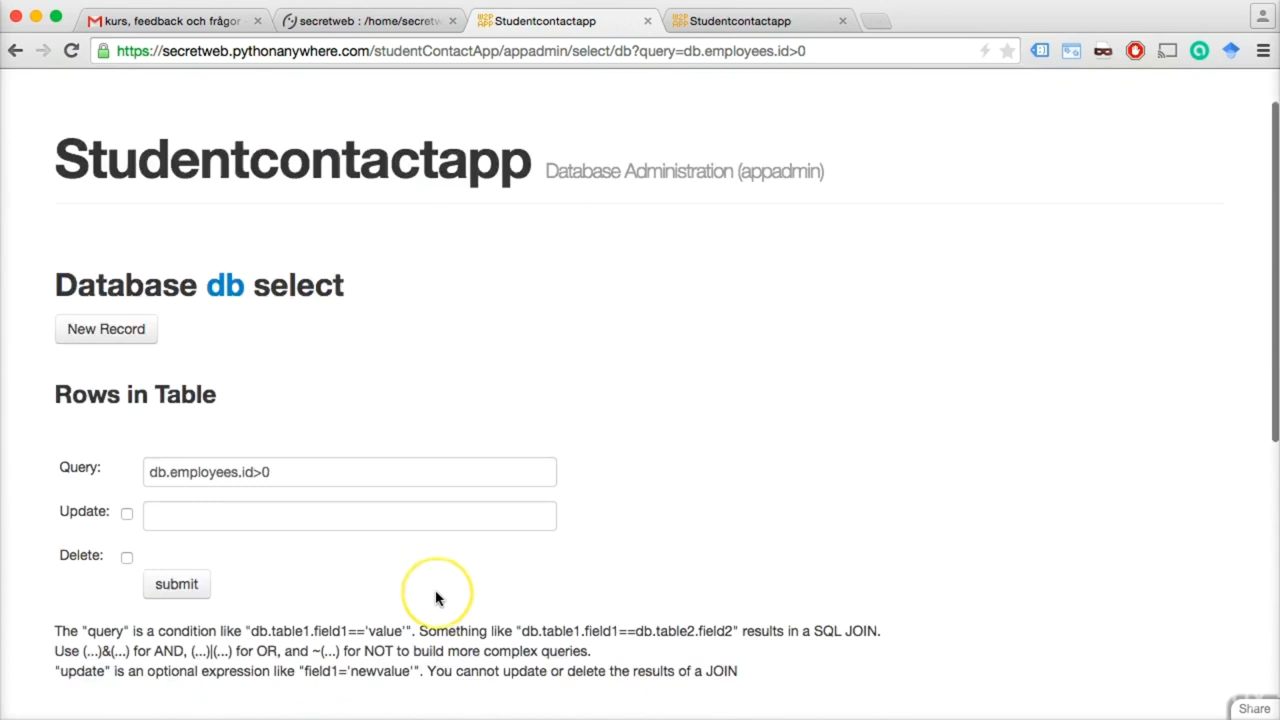 kurs, feedback och frågor
secretweb : /home/secretw
W2P APP Studentcontactapp
W2P APP Studentcontactapp
https://secretweb.pythonanywhere.com/studentContactApp/appadmin/select/db?query=db.employees.id>0
Studentcontactapp Database Administration (appadmin)
Database db select
New Record
Rows in Table
Query: db.employees.id>0
Update:
Delete:
submit
The "query" is a condition like "db.table1.field1=='value'". Something like "db.table1.field1==db.table2.field2" results in a SQL JOIN.
Use (...)&(...) for AND, (...)|(...) for OR, and ~(...) for NOT to build more complex queries.
"update" is an optional expression like "field1='newvalue'". You cannot update or delete the results of a JOIN
Share